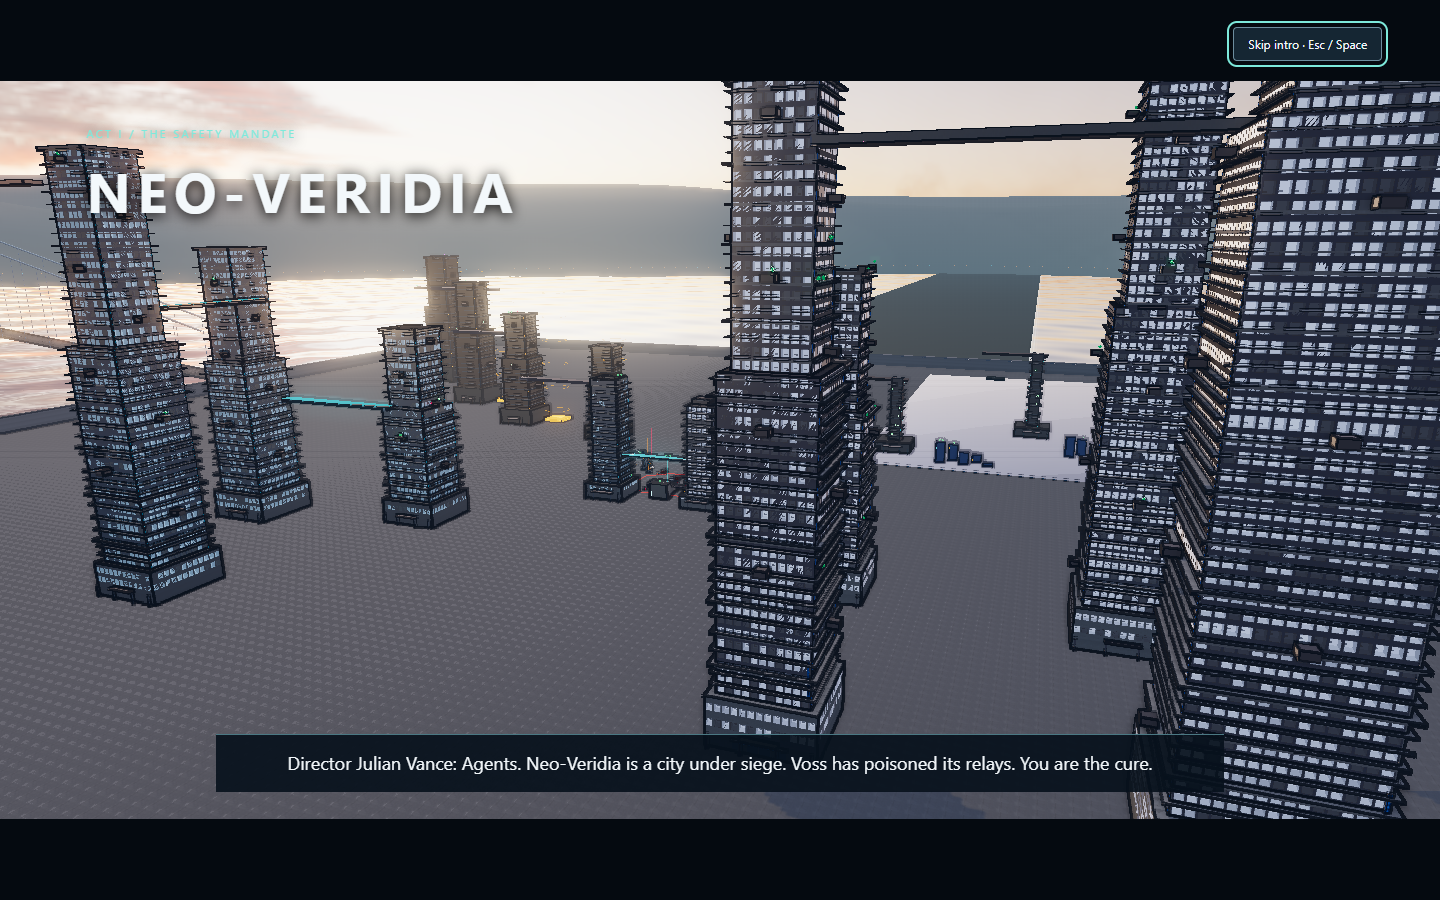 Skip intro · Esc / Space
ACT I / THE SAFETY MANDATE
NEO-VERIDIA
Director Julian Vance: Agents. Neo-Veridia is a city under siege. Voss has poisoned its relays. You are the cure.